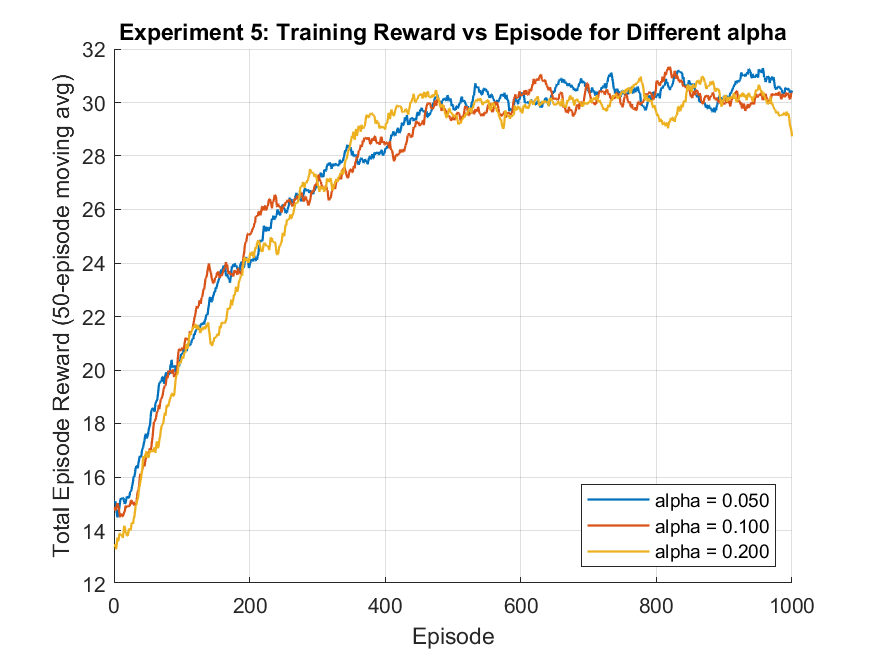 Experiment 5: Training Reward vs Episode for Different alpha
Total Episode Reward (50-episode moving avg)
32
30
28
26
24
22
20
18
16
14
12
0 200 400 600 800 1000
Episode
alpha = 0.050
alpha = 0.100
alpha = 0.200